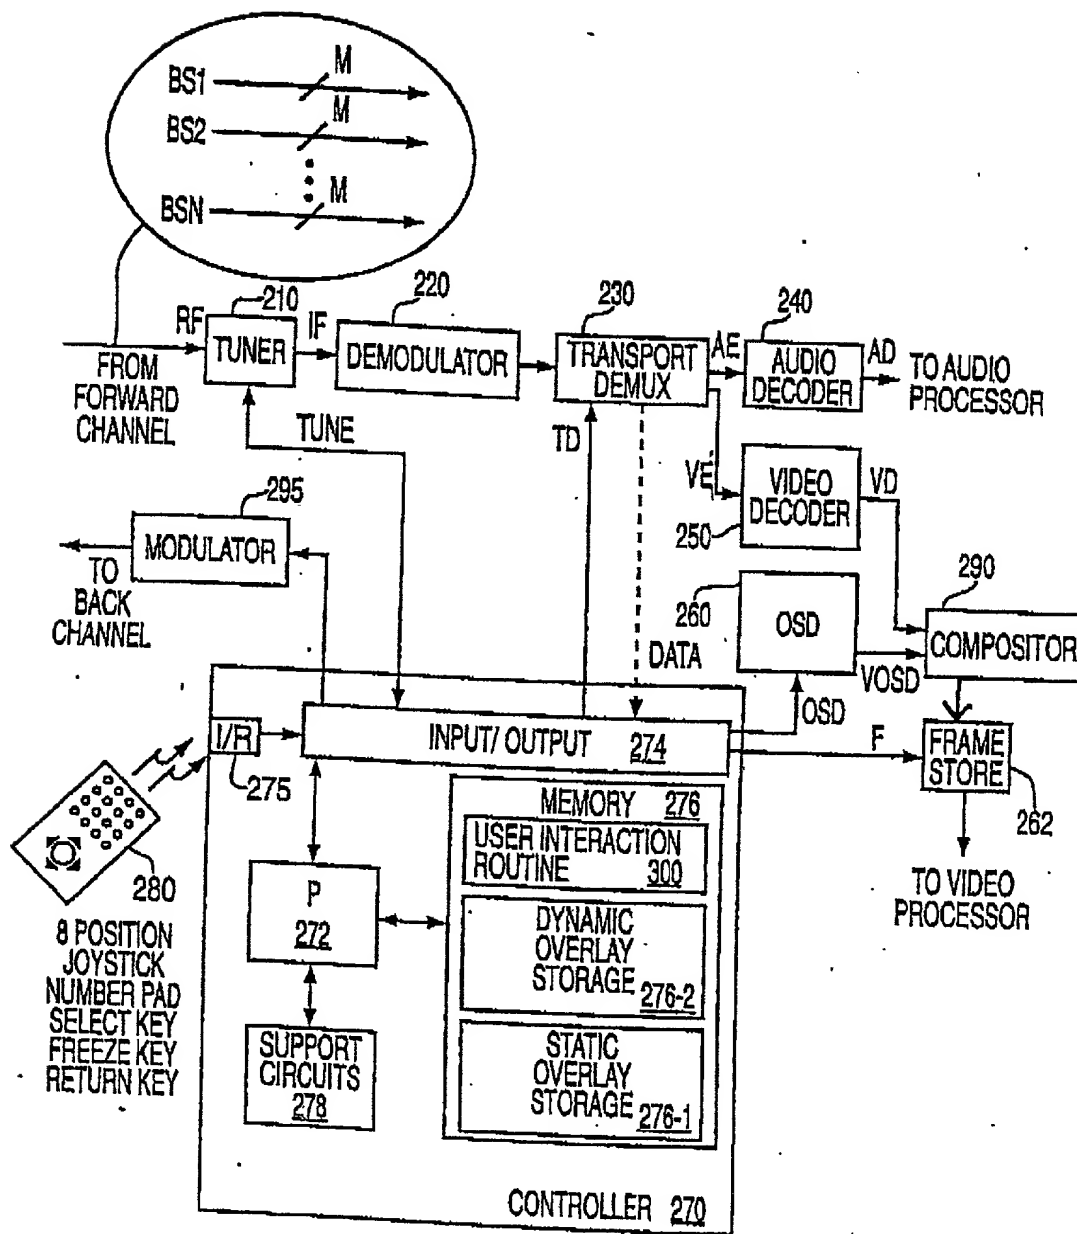 BS1
M
BS2
M
BSN
M
RF
210
TUNER
IF
220
DEMODULATOR
230
TRANSPORT
DEMUX
AE
240
AUDIO
DECODER
AD
TO AUDIO
PROCESSOR
FROM
FORWARD
CHANNEL
TUNE
TD
VE
VIDEO
DECODER
250
VD
295
MODULATOR
TO
BACK
CHANNEL
DATA
260
OSD
290
COMPOSITOR
VOSD
OSD
I/R
275
INPUT/OUTPUT 274
F
FRAME
STORE
262
TO VIDEO
PROCESSOR
280
8 POSITION
JOYSTICK
NUMBER PAD
SELECT KEY
FREEZE KEY
RETURN KEY
P
272
SUPPORT
CIRCUITS
278
MEMORY 276
USER INTERACTION
ROUTINE 300
DYNAMIC
OVERLAY
STORAGE 276-2
STATIC
OVERLAY
STORAGE 276-1
CONTROLLER 270